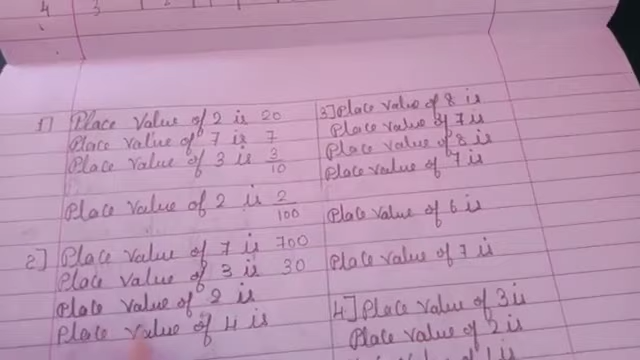 4 3
1] Place Value of 2 is 20
Place value of 7 is 7
Place value of 3 is 3/10
Place value of 2 is 2/100
2] Place value of 7 is 700
Place value of 3 is 30
Place value of 2 is
Place value of 4 is
3] Place value of 8 is
Place value of 7 is
Place value of 8 is
Place value of 7 is
Place value of 6 is
Place value of 7 is
4] Place value of 3 is
Place value of 2 is